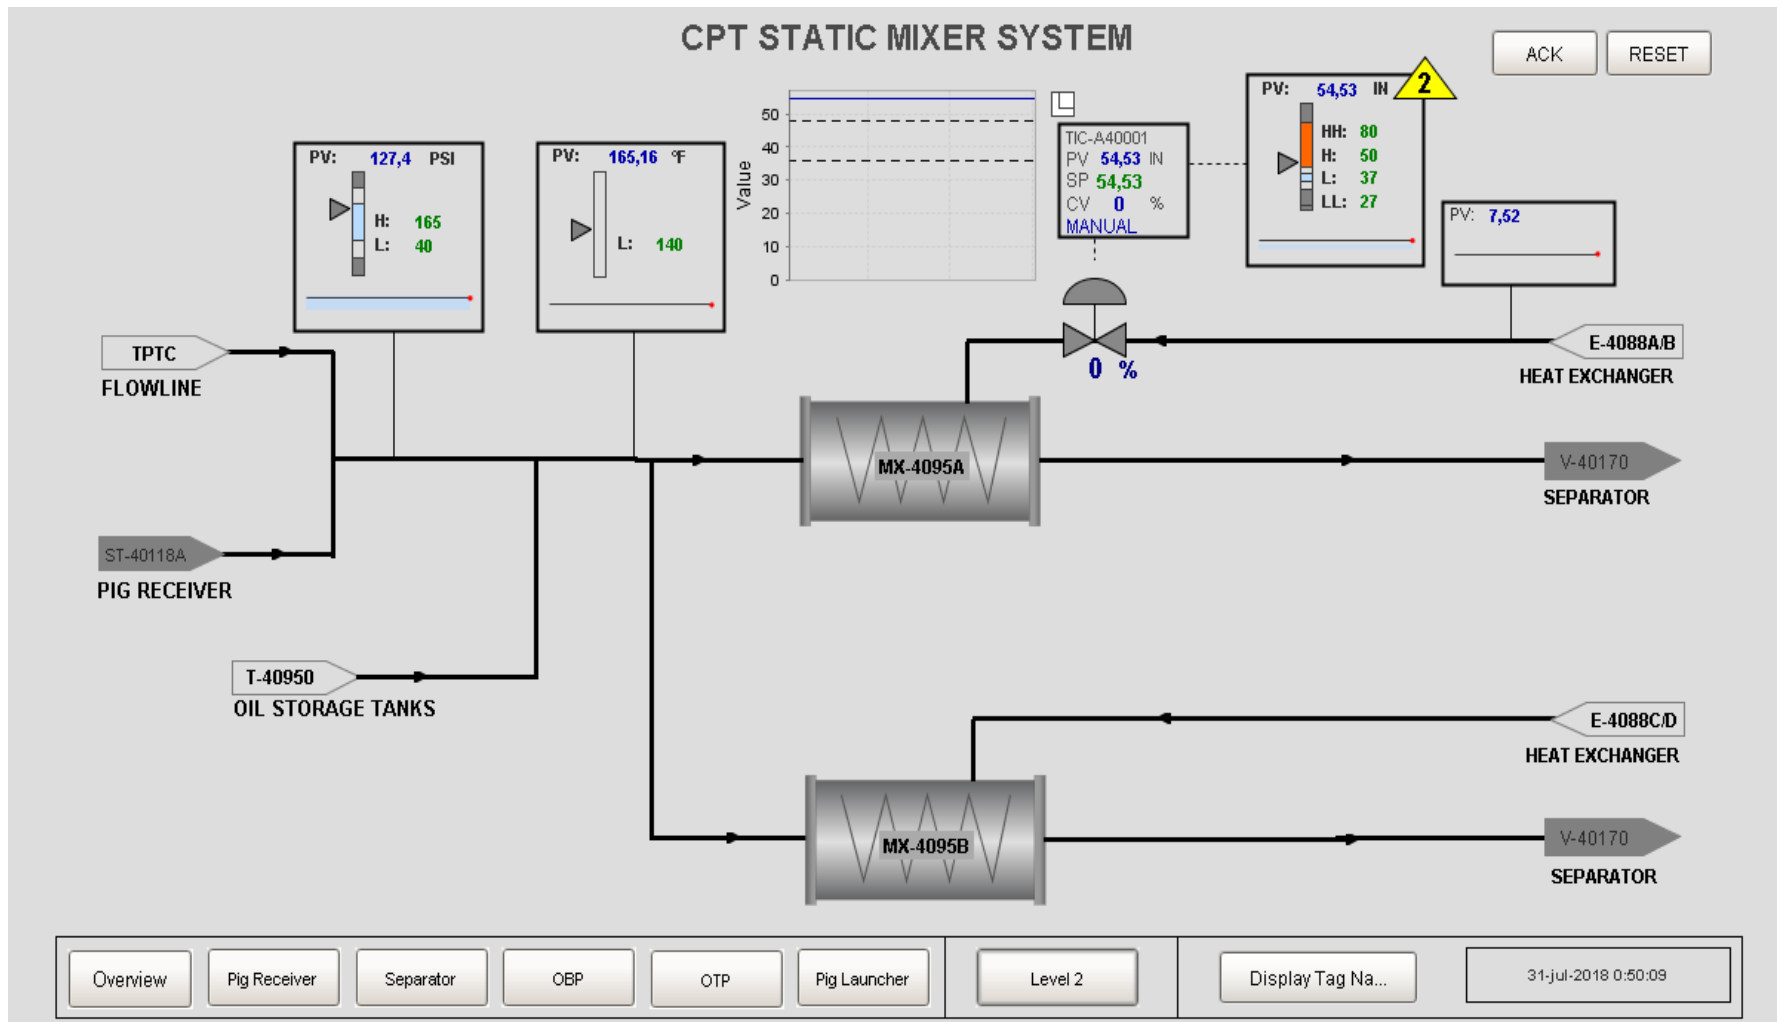 CPT STATIC MIXER SYSTEM
ACK
RESET
PV: 127,4 PSI
H: 165
L: 40
PV: 165,16 °F
L: 140
Value
50
40
30
20
10
0
TIC-A40001
PV 54,53 IN
SP 54,53
CV 0 %
MANUAL
PV: 54,53 IN
2
HH: 80
H: 50
L: 37
LL: 27
PV: 7,52
TPTC
FLOWLINE
0 %
E-4088A/B
HEAT EXCHANGER
MX-4095A
V-40170
SEPARATOR
ST-40118A
PIG RECEIVER
T-40950
OIL STORAGE TANKS
E-4088C/D
HEAT EXCHANGER
MX-4095B
V-40170
SEPARATOR
Overview
Pig Receiver
Separator
OBP
OTP
Pig Launcher
Level 2
Display Tag Na...
31-jul-2018 0:50:09